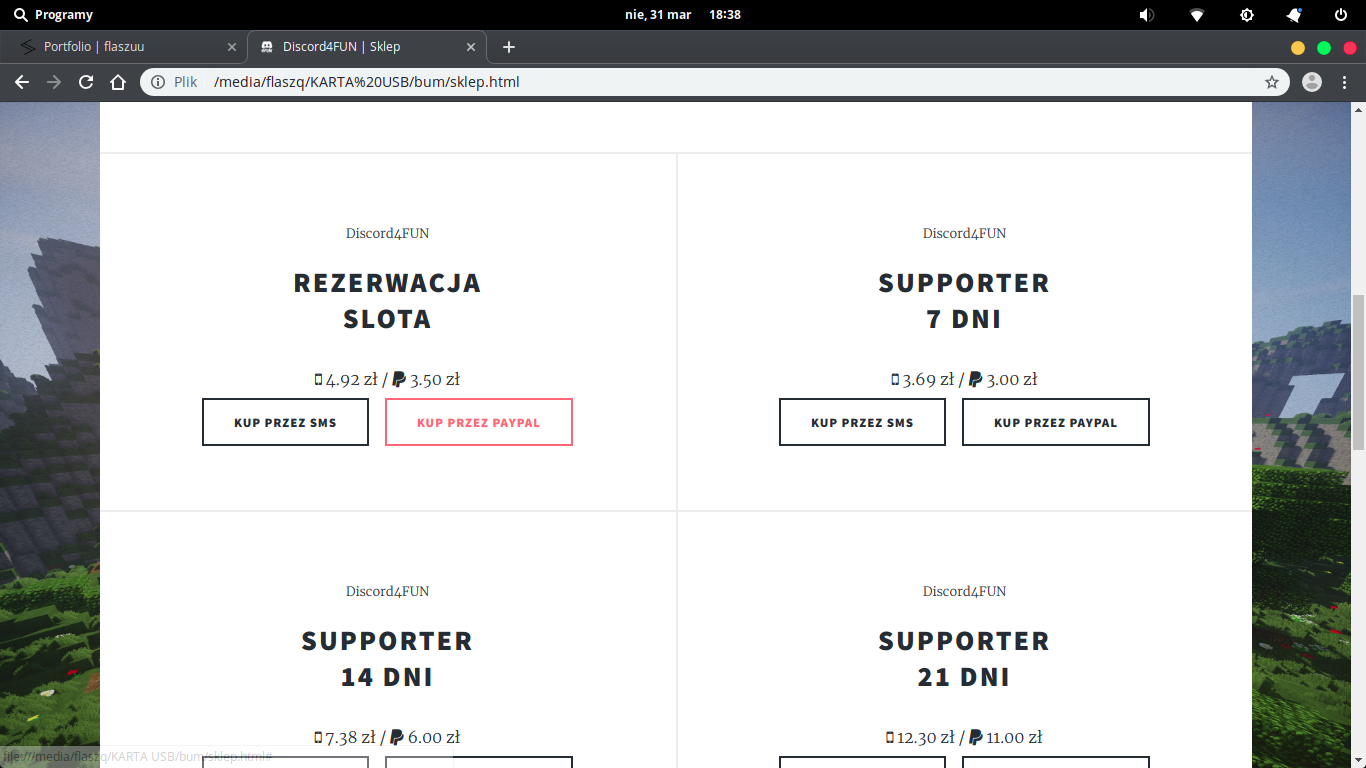 Programy
nie, 31 mar 18:38
Portfolio | flaszuu
Discord4FUN | Sklep
Plik /media/flaszq/KARTA%20USB/bum/sklep.html
Discord4FUN
REZERWACJA
SLOTA
4.92 zł / 3.50 zł
KUP PRZEZ SMS
KUP PRZEZ PAYPAL
Discord4FUN
SUPPORTER
7 DNI
3.69 zł / 3.00 zł
KUP PRZEZ SMS
KUP PRZEZ PAYPAL
Discord4FUN
SUPPORTER
14 DNI
7.38 zł / 6.00 zł
Discord4FUN
SUPPORTER
21 DNI
12.30 zł / 11.00 zł
file:///media/flaszq/KARTA USB/bum/sklep.html#